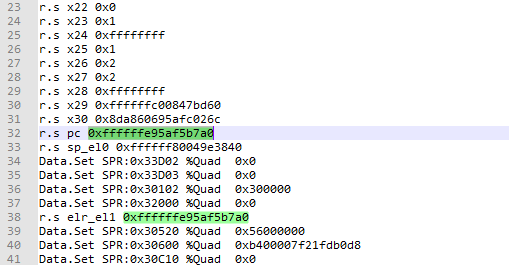 23 r.s x22 0x0
24 r.s x23 0x1
25 r.s x24 0xffffffff
26 r.s x25 0x1
27 r.s x26 0x2
28 r.s x27 0x2
29 r.s x28 0xffffffff
30 r.s x29 0xffffffc00847bd60
31 r.s x30 0x8da860695afc026c
32 r.s pc 0xffffffe95af5b7a0
33 r.s sp_el0 0xffffff80049e3840
34 Data.Set SPR:0x33D02 %Quad 0x0
35 Data.Set SPR:0x33D03 %Quad 0x0
36 Data.Set SPR:0x30102 %Quad 0x300000
37 Data.Set SPR:0x32000 %Quad 0x0
38 r.s elr_el1 0xffffffe95af5b7a0
39 Data.Set SPR:0x30520 %Quad 0x56000000
40 Data.Set SPR:0x30600 %Quad 0xb400007f21fdb0d8
41 Data.Set SPR:0x30C10 %Quad 0x0